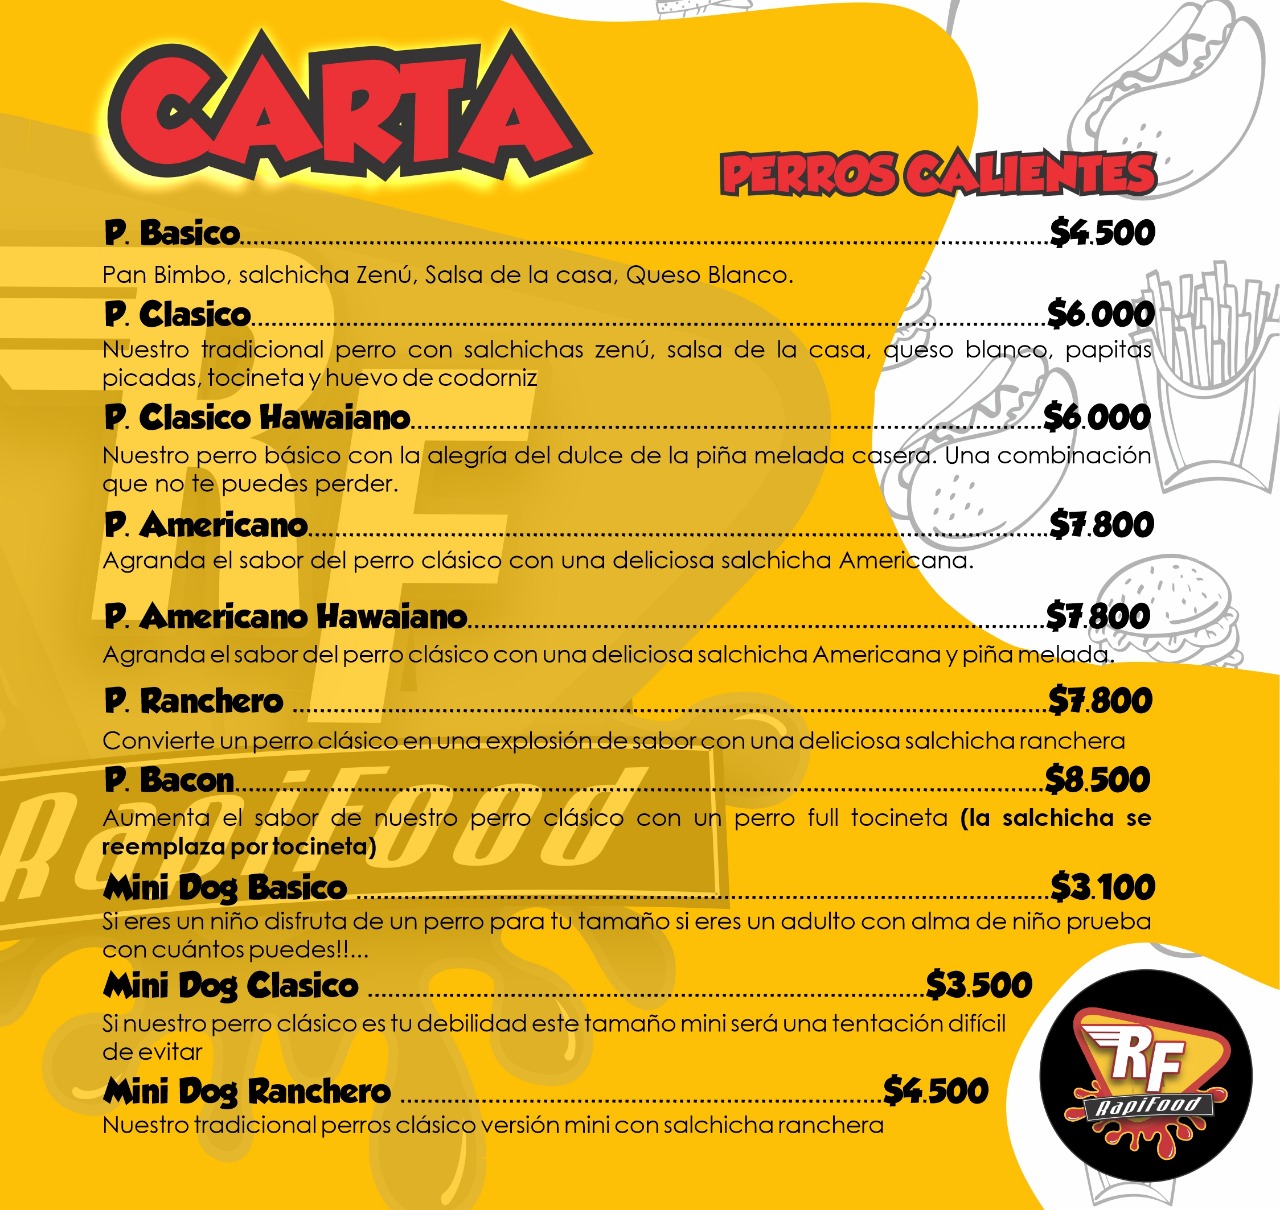 CARTA
PERROS CALIENTES
P. Basico........$4.500
Pan Bimbo, salchicha Zenú, Salsa de la casa, Queso Blanco.
P. Clasico........$6.000
Nuestro tradicional perro con salchichas zenú, salsa de la casa, queso blanco, papitas
picadas, tocineta y huevo de codorniz
P. Clasico Hawaiano........$6.000
Nuestro perro básico con la alegría del dulce de la piña melada casera. Una combinación
que no te puedes perder.
P. Americano........$7.800
Agranda el sabor del perro clásico con una deliciosa salchicha Americana.
P. Americano Hawaiano........$7.800
Agranda el sabor del perro clásico con una deliciosa salchicha Americana y piña melada.
P. Ranchero ........$7.800
Convierte un perro clásico en una explosión de sabor con una deliciosa salchicha ranchera
P. Bacon........$8.500
Aumenta el sabor de nuestro perro clásico con un perro full tocineta (la salchicha se
reemplaza por tocineta)
Mini Dog Basico ........$3.100
Si eres un niño disfruta de un perro para tu tamaño si eres un adulto con alma de niño prueba
con cuántos puedes!!...
Mini Dog Clasico ........$3.500
Si nuestro perro clásico es tu debilidad este tamaño mini será una tentación difícil
de evitar
Mini Dog Ranchero ........$4.500
Nuestro tradicional perros clásico versión mini con salchicha ranchera
RF
RapiFood
RF
RapiFood